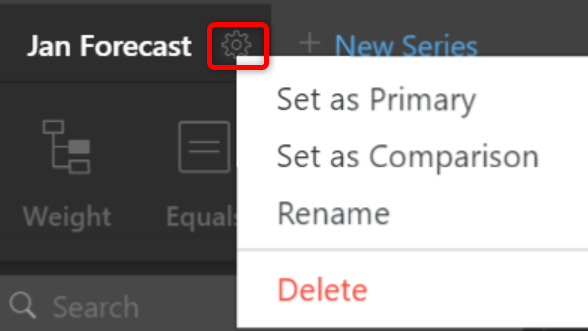 Jan Forecast
+ New Series
Set as Primary
Set as Comparison
Rename
Delete
Weight
Equals
Search